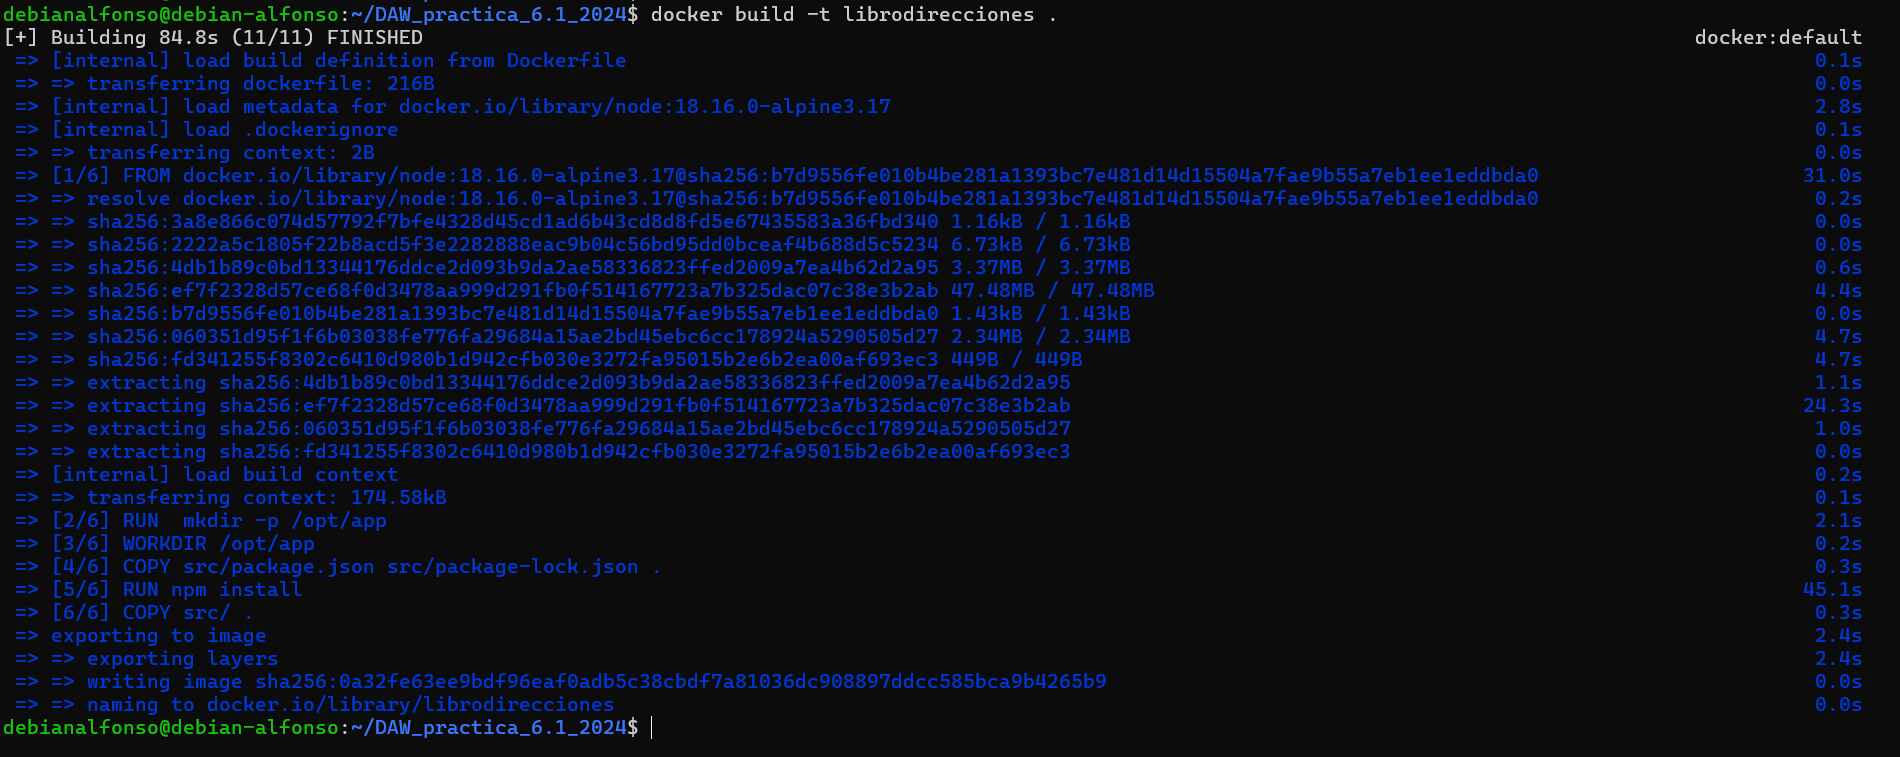 debianalfonso@debian-alfonso:~/DAW_practica_6.1_2024$ docker build -t librodirecciones .
[+] Building 84.8s (11/11) FINISHED docker:default
=> [internal] load build definition from Dockerfile 0.1s
=> => transferring dockerfile: 216B 0.0s
=> [internal] load metadata for docker.io/library/node:18.16.0-alpine3.17 2.8s
=> [internal] load .dockerignore 0.1s
=> => transferring context: 2B 0.0s
=> [1/6] FROM docker.io/library/node:18.16.0-alpine3.17@sha256:b7d9556fe010b4be281a1393bc7e481d14d15504a7fae9b55a7eb1ee1eddbda0 31.0s
=> => resolve docker.io/library/node:18.16.0-alpine3.17@sha256:b7d9556fe010b4be281a1393bc7e481d14d15504a7fae9b55a7eb1ee1eddbda0 0.2s
=> => sha256:3a8e866c074d57792f7bfe4328d45cd1ad6b43cd8d8fd5e67435583a36fbd340 1.16kB / 1.16kB 0.0s
=> => sha256:2222a5c1805f22b8acd5f3e2282888eac9b04c56bd95dd0bceaf4b688d5c5234 6.73kB / 6.73kB 0.0s
=> => sha256:4db1b89c0bd13344176ddce2d093b9da2ae58336823ffed2009a7ea4b62d2a95 3.37MB / 3.37MB 0.6s
=> => sha256:ef7f2328d57ce68f0d3478aa999d291fb0f514167723a7b325dac07c38e3b2ab 47.48MB / 47.48MB 4.4s
=> => sha256:b7d9556fe010b4be281a1393bc7e481d14d15504a7fae9b55a7eb1ee1eddbda0 1.43kB / 1.43kB 0.0s
=> => sha256:060351d95f1f6b03038fe776fa29684a15ae2bd45ebc6cc178924a5290505d27 2.34MB / 2.34MB 4.7s
=> => sha256:fd341255f8302c6410d980b1d942cfb030e3272fa95015b2e6b2ea00af693ec3 449B / 449B 4.7s
=> => extracting sha256:4db1b89c0bd13344176ddce2d093b9da2ae58336823ffed2009a7ea4b62d2a95 1.1s
=> => extracting sha256:ef7f2328d57ce68f0d3478aa999d291fb0f514167723a7b325dac07c38e3b2ab 24.3s
=> => extracting sha256:060351d95f1f6b03038fe776fa29684a15ae2bd45ebc6cc178924a5290505d27 1.0s
=> => extracting sha256:fd341255f8302c6410d980b1d942cfb030e3272fa95015b2e6b2ea00af693ec3 0.0s
=> [internal] load build context 0.2s
=> => transferring context: 174.58kB 0.1s
=> [2/6] RUN  mkdir -p /opt/app 2.1s
=> [3/6] WORKDIR /opt/app 0.2s
=> [4/6] COPY src/package.json src/package-lock.json . 0.3s
=> [5/6] RUN npm install 45.1s
=> [6/6] COPY src/ . 0.3s
=> exporting to image 2.4s
=> => exporting layers 2.4s
=> => writing image sha256:0a32fe63ee9bdf96eaf0adb5c38cbdf7a81036dc908897ddcc585bca9b4265b9 0.0s
=> => naming to docker.io/library/librodirecciones 0.0s
debianalfonso@debian-alfonso:~/DAW_practica_6.1_2024$